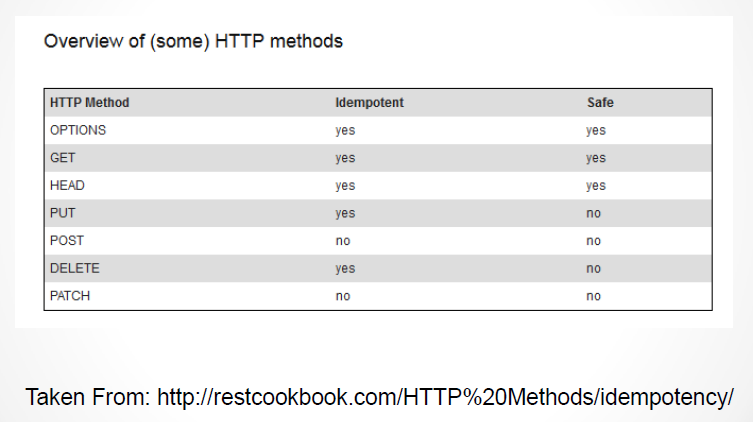 Overview of (some) HTTP methods
HTTP Method Idempotent Safe
OPTIONS yes yes
GET yes yes
HEAD yes yes
PUT yes no
POST no no
DELETE yes no
PATCH no no
Taken From: http://restcookbook.com/HTTP%20Methods/idempotency/